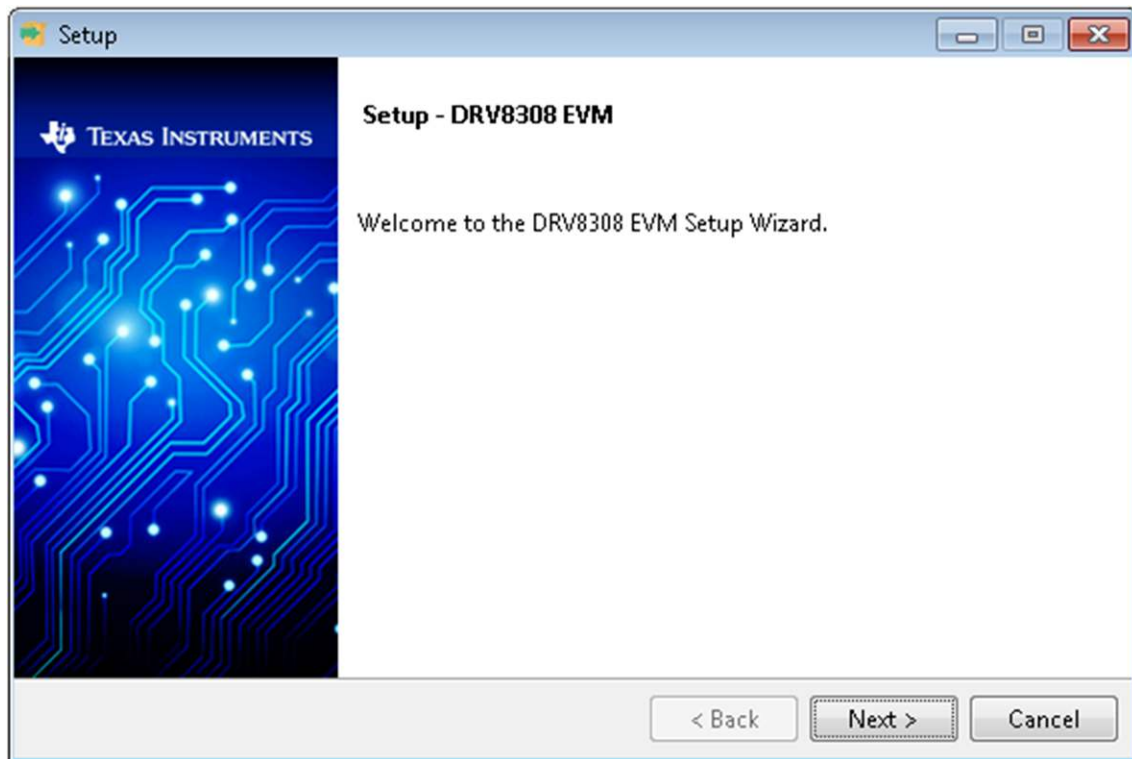 Setup
TEXAS INSTRUMENTS
Setup - DRV8308 EVM
Welcome to the DRV8308 EVM Setup Wizard.
< Back
Next >
Cancel